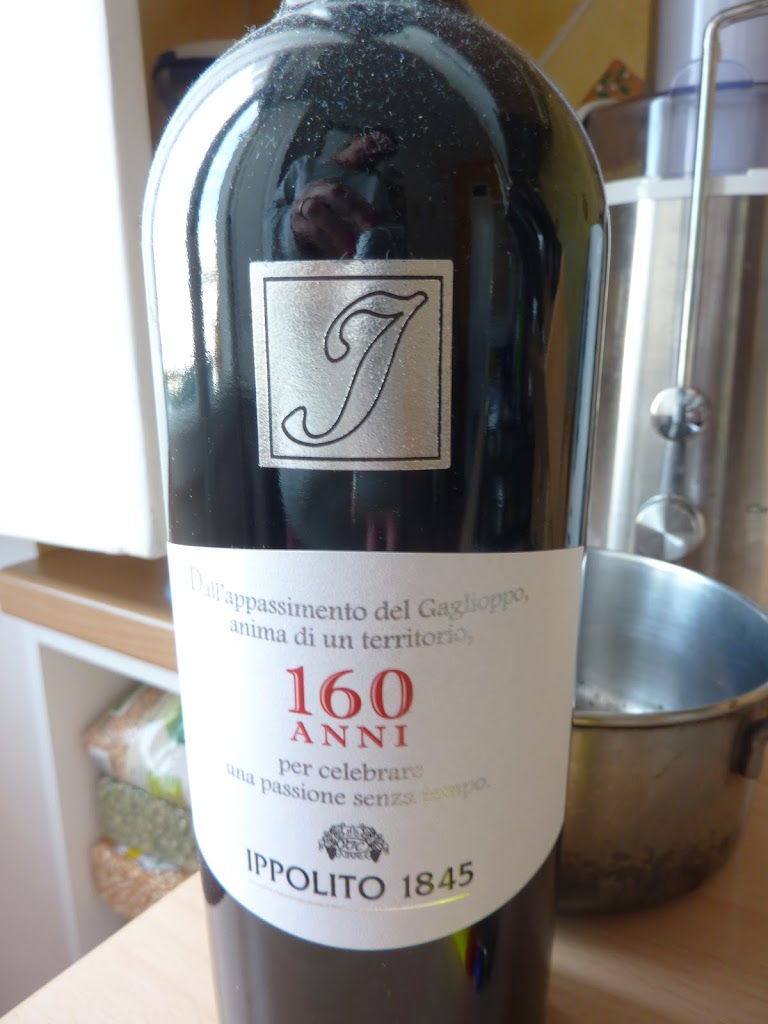 I
Dall'appassimento del Gaglioppo,
anima di un territorio,
160
ANNI
per celebrare
una passione senza tempo.
IPPOLITO 1845